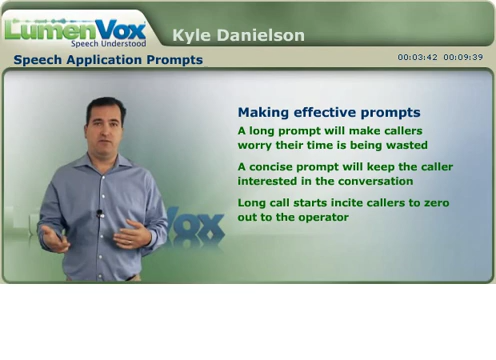 LumenVox
Speech Understood
Kyle Danielson
Speech Application Prompts
00:03:42 00:09:39
Making effective prompts
A long prompt will make callers
worry their time is being wasted
A concise prompt will keep the caller
interested in the conversation
Long call starts incite callers to zero
out to the operator
Vox